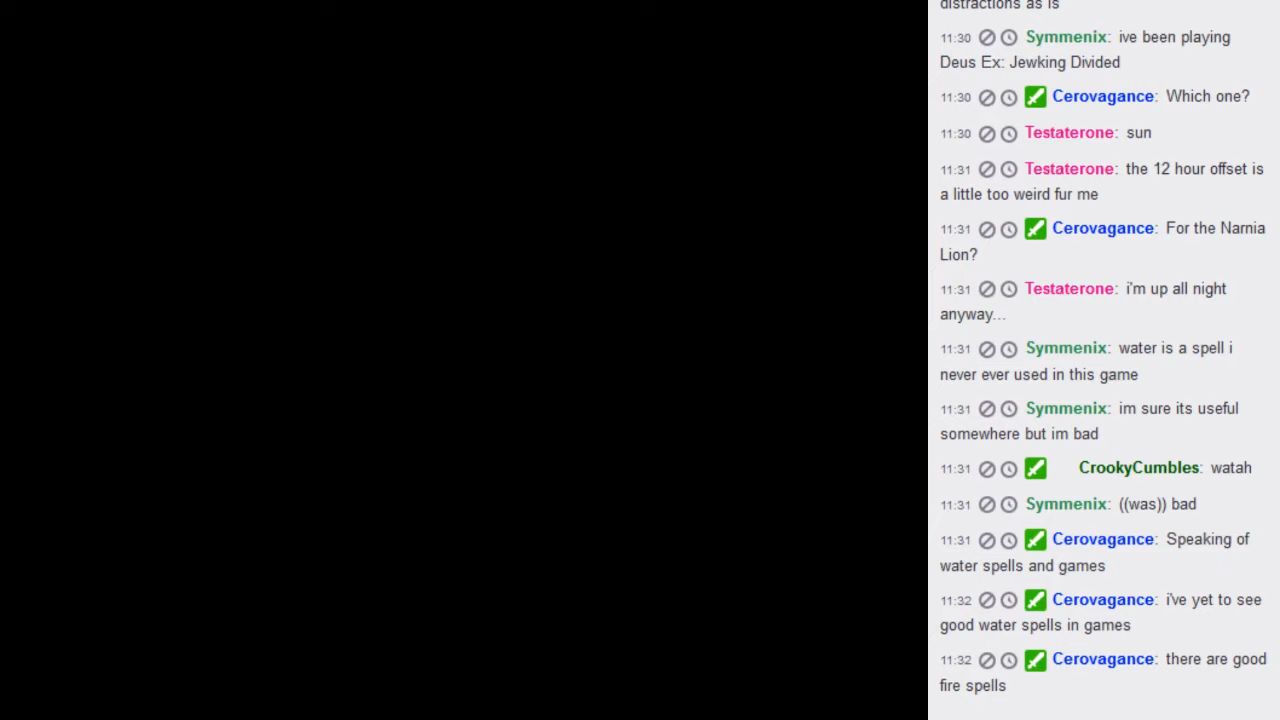 distractions as is
11:30 Symmenix: ive been playing
Deus Ex: Jewking Divided
11:30 Cerovagance: Which one?
11:30 Testaterone: sun
11:31 Testaterone: the 12 hour offset is
a little too weird fur me
11:31 Cerovagance: For the Narnia
Lion?
11:31 Testaterone: i'm up all night
anyway...
11:31 Symmenix: water is a spell i
never ever used in this game
11:31 Symmenix: im sure its useful
somewhere but im bad
11:31 CrookyCumbles: watah
11:31 Symmenix: ((was)) bad
11:31 Cerovagance: Speaking of
water spells and games
11:32 Cerovagance: i've yet to see
good water spells in games
11:32 Cerovagance: there are good
fire spells